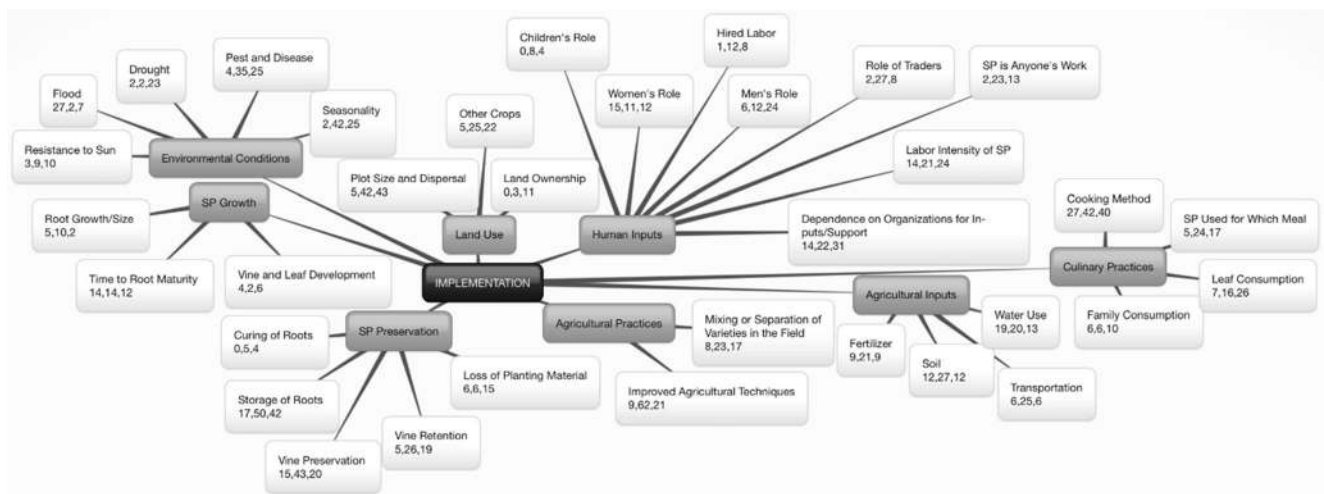 Children's Role
0,8,4
Hired Labor
1,12,8
Pest and Disease
4,35,25
Drought
2,2,23
Role of Traders
2,27,8
SP is Anyone's Work
2,23,13
Flood
27,2,7
Women's Role
15,11,12
Men's Role
6,12,24
Seasonality
2,42,25
Other Crops
5,25,22
Resistance to Sun
3,9,10
Environmental Conditions
Labor Intensity of SP
14,21,24
Plot Size and Dispersal
5,42,43
Land Ownership
0,3,11
SP Growth
Cooking Method
27,42,40
Root Growth/Size
5,10,2
Land Use
Human Inputs
Dependence on Organizations for In-
puts/Support
14,22,31
SP Used for Which Meal
5,24,17
Time to Root Maturity
14,14,12
Vine and Leaf Development
4,2,6
IMPLEMENTATION
Culinary Practices
Leaf Consumption
7,16,26
Agricultural Inputs
Curing of Roots
0,5,4
SP Preservation
Agricultural Practices
Mixing or Separation of
Varieties in the Field
8,23,17
Water Use
19,20,13
Family Consumption
6,6,10
Fertilizer
9,21,9
Soil
12,27,12
Transportation
6,25,6
Storage of Roots
17,50,42
Loss of Planting Material
6,6,15
Improved Agricultural Techniques
9,62,21
Vine Retention
5,26,19
Vine Preservation
15,43,20